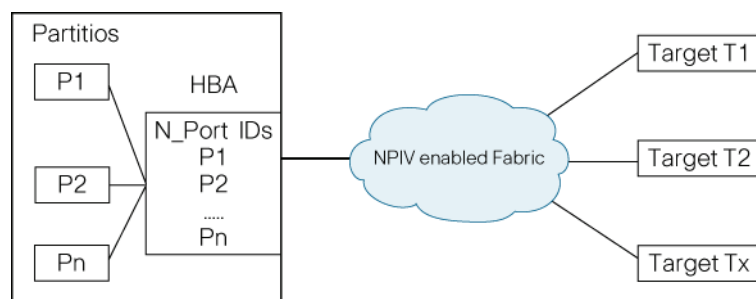 Partitios
P1
P2
Pn
HBA
N_Port IDs
P1
P2
.....
Pn
NPIV enabled Fabric
Target T1
Target T2
Target Tx